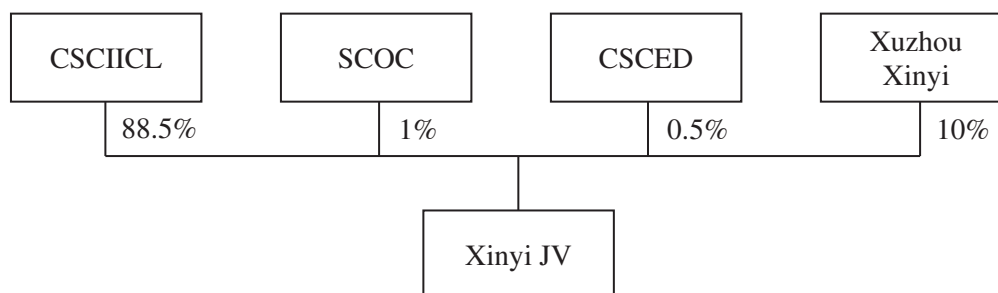 CSCIICL
SCOC
CSCED
Xuzhou
Xinyi
88.5%
1%
0.5%
10%
Xinyi JV